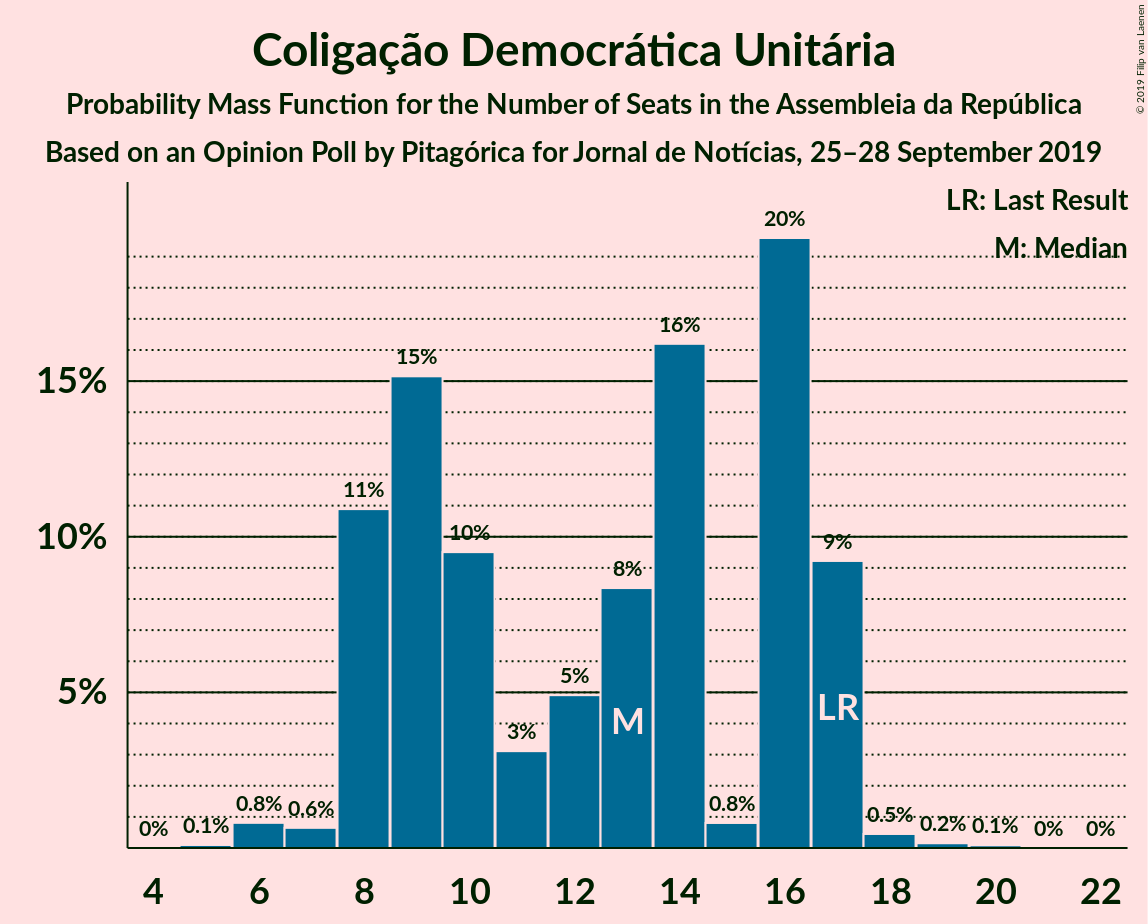 Coligação Democrática Unitária
Probability Mass Function for the Number of Seats in the Assembleia da República
Based on an Opinion Poll by Pitagórica for Jornal de Notícias, 25–28 September 2019
© 2019 Filip van Laenen
LR: Last Result
M: Median
15%
10%
5%
0%
0.1%
0.8%
0.6%
11%
15%
10%
3%
5%
8%
16%
0.8%
20%
9%
0.5%
0.2%
0.1%
0%
0%
M
LR
4 6 8 10 12 14 16 18 20 22